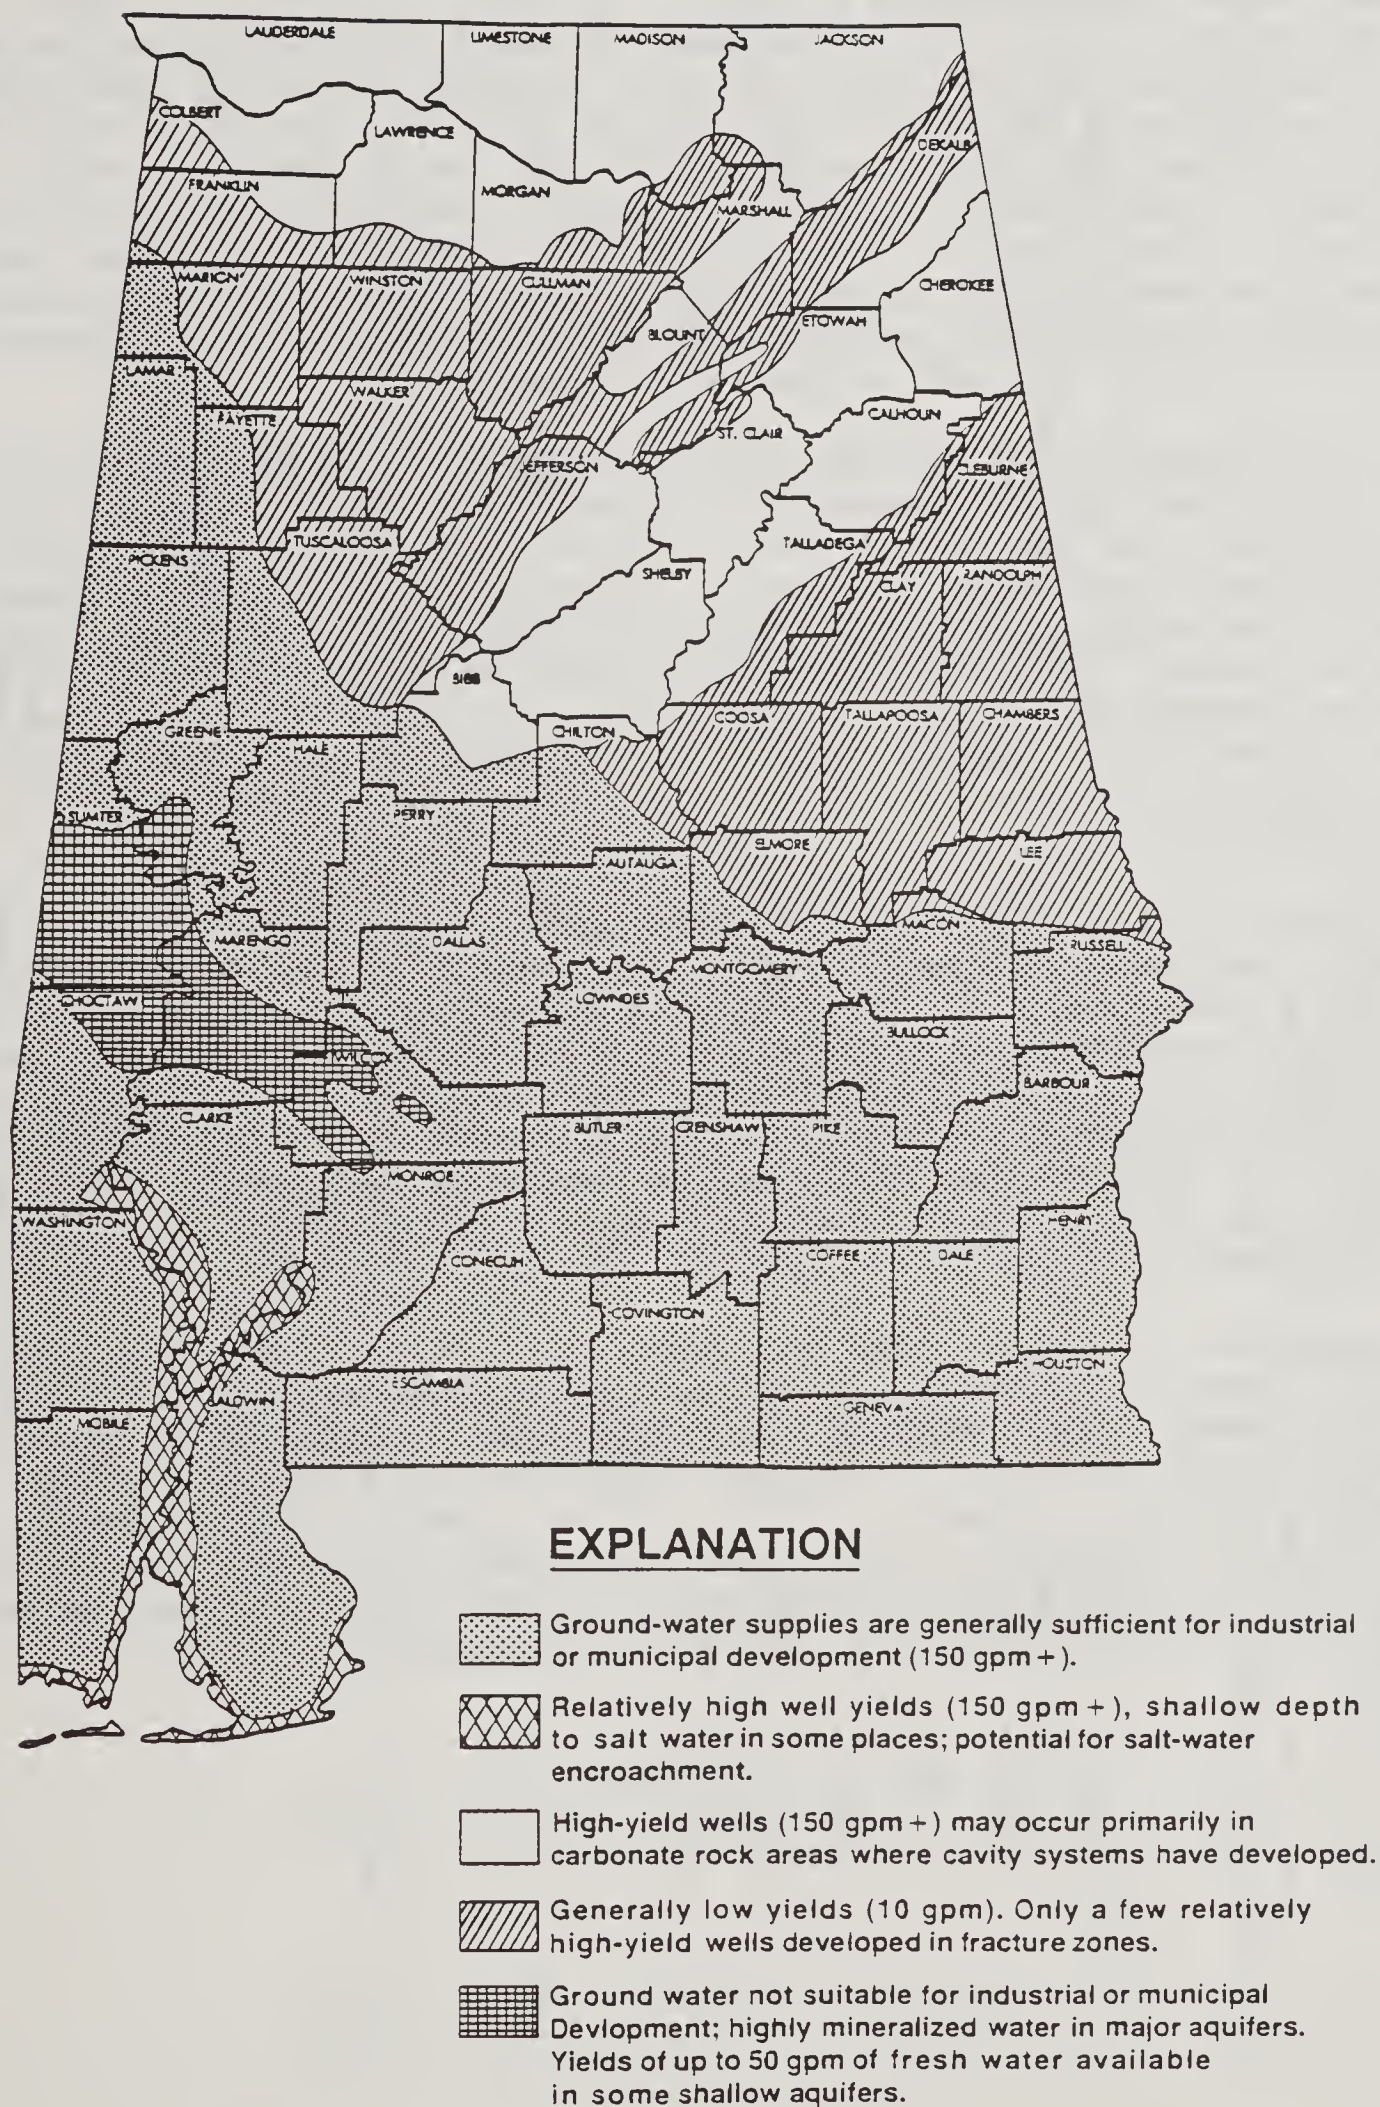 LAUDERDALE
LIMESTONE
MADISON
JACKSON
COLBERT
LAWRENCE
DEKALB
FRANKLIN
MORGAN
MARSHALL
MARION
WINSTON
CULLMAN
CHEROKEE
BLOUNT
ETOWAH
LAMAR
WALKER
FAYETTE
CALHOUN
ST. CLAIR
JEFFERSON
CLEBURNE
TUSCALOOSA
TALLADEGA
PICKENS
SHELBY
CLAY
RANDOLPH
BIBB
GREENE
HALE
CHILTON
COOSA
TALLAPOOSA
CHAMBERS
SUMTER
PERRY
ELMORE
LEE
AUTAUGA
MARENGO
DALLAS
MACON
RUSSELL
MONTGOMERY
CHOCTAW
LOWNDES
BULLOCK
WILCOX
BARBOUR
CLARKE
BUTLER
CRENSHAW
PIKE
MONROE
WASHINGTON
HENRY
CONECUH
COFFEE
DALE
COVINGTON
HOUSTON
ESCAMBIA
BALDWIN
GENEVA
MOBILE
EXPLANATION
Ground-water supplies are generally sufficient for industrial
or municipal development (150 gpm+).
Relatively high well yields (150 gpm+), shallow depth
to salt water in some places; potential for salt-water
encroachment.
High-yield wells (150 gpm+) may occur primarily in
carbonate rock areas where cavity systems have developed.
Generally low yields (10 gpm). Only a few relatively
high-yield wells developed in fracture zones.
Ground water not suitable for industrial or municipal
Devlopment; highly mineralized water in major aquifers.
Yields of up to 50 gpm of fresh water available
in some shallow aquifers.